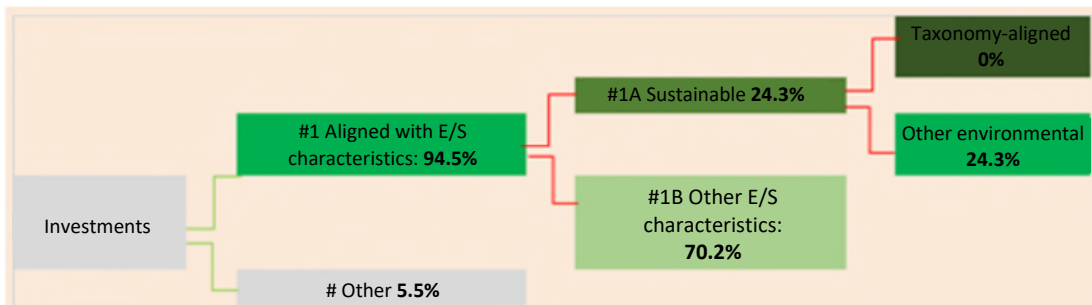 Taxonomy-aligned
0%
#1A Sustainable 24.3%
#1 Aligned with E/S
characteristics: 94.5%
Other environmental
24.3%
#1B Other E/S
characteristics:
70.2%
Investments
# Other 5.5%